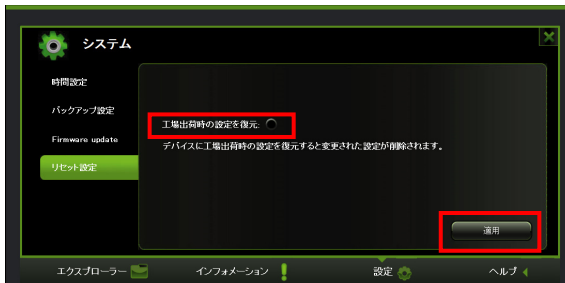 システム
時間設定
バックアップ設定
Firmware update
リセット設定
工場出荷時の設定を復元:
デバイスに工場出荷時の設定を復元すると変更された設定が削除されます。
適用
エクスプローラー
インフォメーション
設定
ヘルプ